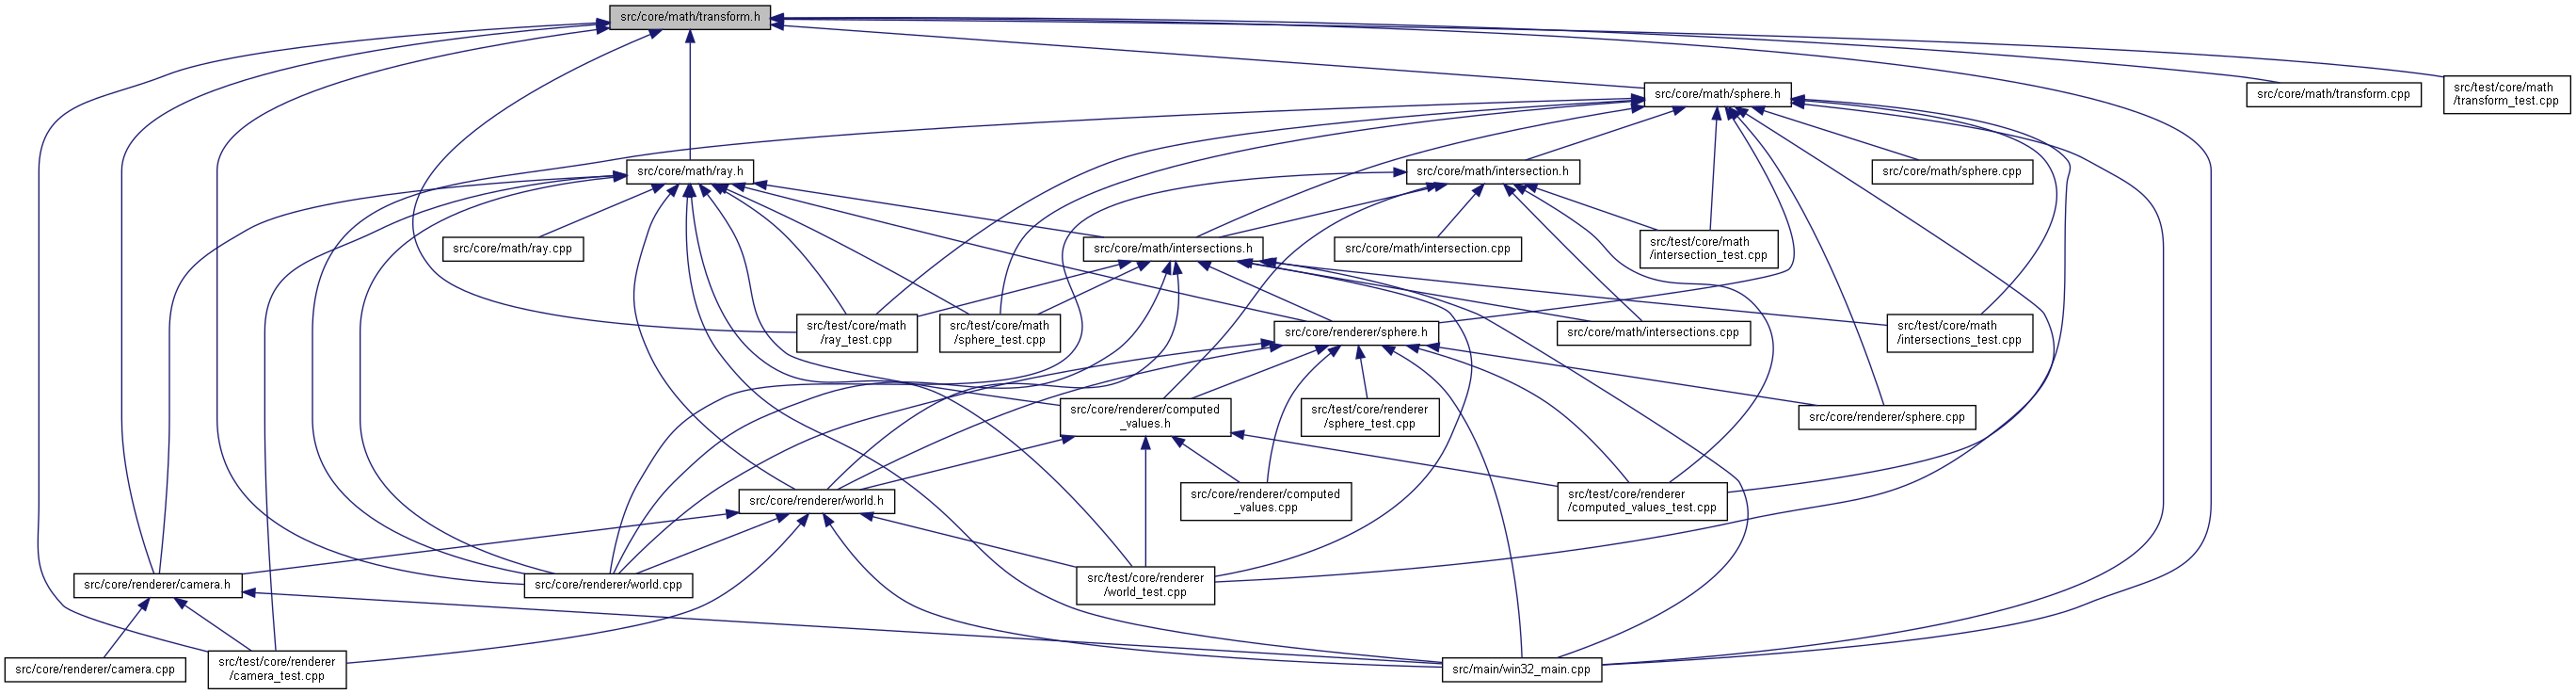 src/core/math/transform.h
src/core/math/sphere.h
src/core/math/transform.cpp
src/test/core/math
/transform_test.cpp
src/core/math/ray.h
src/core/math/intersection.h
src/core/math/sphere.cpp
src/core/math/ray.cpp
src/core/math/intersections.h
src/core/math/intersection.cpp
src/test/core/math
/intersection_test.cpp
src/test/core/math
/ray_test.cpp
src/test/core/math
/sphere_test.cpp
src/core/renderer/sphere.h
src/core/math/intersections.cpp
src/test/core/math
/intersections_test.cpp
src/core/renderer/computed
_values.h
src/test/core/renderer
/sphere_test.cpp
src/core/renderer/sphere.cpp
src/core/renderer/world.h
src/core/renderer/computed
_values.cpp
src/test/core/renderer
/computed_values_test.cpp
src/core/renderer/camera.h
src/core/renderer/world.cpp
src/test/core/renderer
/world_test.cpp
src/core/renderer/camera.cpp
src/test/core/renderer
/camera_test.cpp
src/main/win32_main.cpp